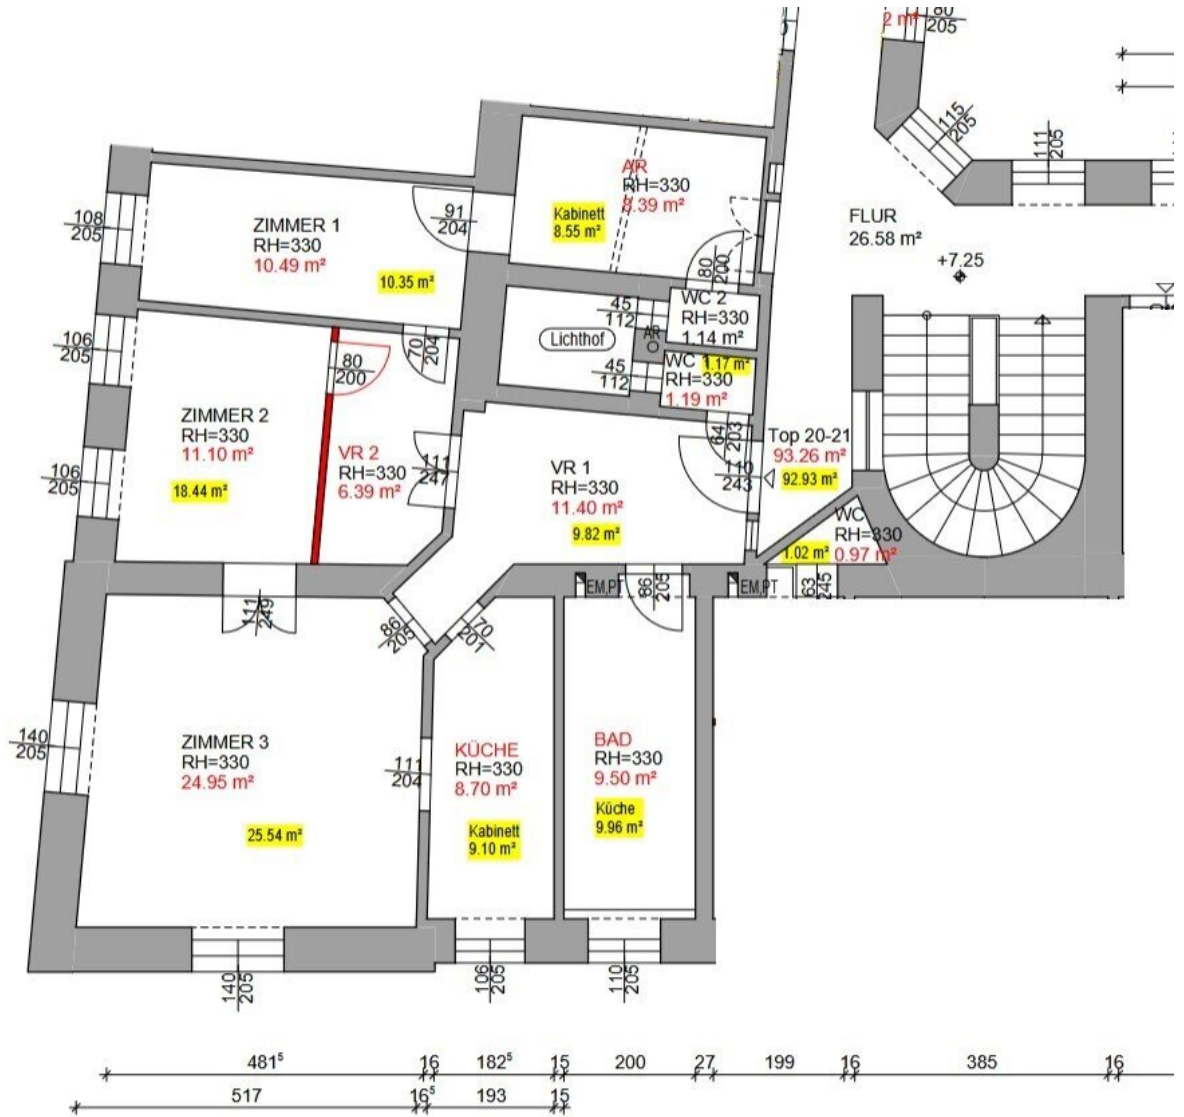 2 m²
80
205
115
205
111
205
AR
RH=330
8.39 m²
Kabinett
8.55 m²
ZIMMER 1
RH=330
10.49 m²
10.35 m²
91
204
108
205
FLUR
26.58 m²
+7.25
80
200
WC 2
RH=330
1.14 m²
45
112
AR
Lichthof
45
112
WC
1.17 m²
RH=330
1.19 m²
106
205
80
200
70
204
ZIMMER 2
RH=330
11.10 m²
18.44 m²
106
205
VR 2
RH=330
6.39 m²
111
247
VR 1
RH=330
11.40 m²
9.82 m²
64
203
110
243
Top 20-21
93.26 m²
92.93 m²
WC
RH=330
0.97 m²
1.02 m²
63
245
EM,PT
EM,PT
86
205
111
249
86
205
70
201
ZIMMER 3
RH=330
24.95 m²
25.54 m²
140
205
111
204
KÜCHE
RH=330
8.70 m²
Kabinett
9.10 m²
BAD
RH=330
9.50 m²
Küche
9.96 m²
140
205
106
205
110
205
481⁵ 16 182⁵ 15 200 27 199 16 385 16
517 16⁵ 193 15